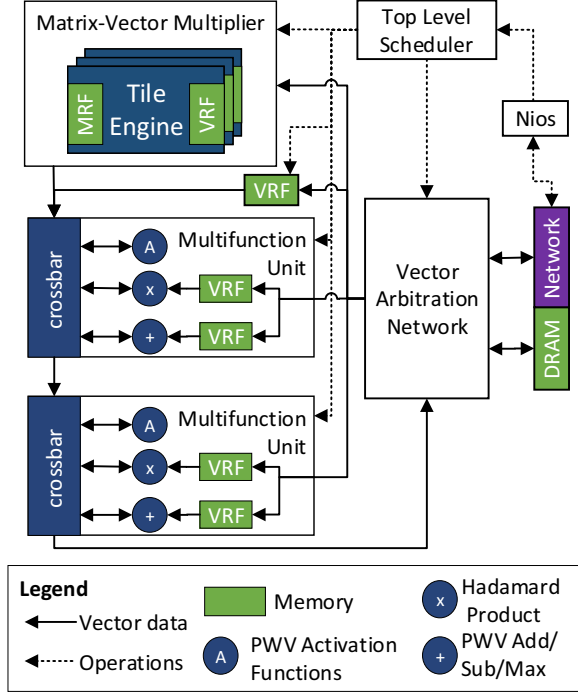 Matrix-Vector Multiplier
MRF
Tile
Engine
VRF
Top Level
Scheduler
Nios
VRF
crossbar
Multifunction
Unit
A
x
VRF
+
VRF
Vector
Arbitration
Network
Network
DRAM
crossbar
Multifunction
Unit
A
x
VRF
+
VRF
Legend
Vector data
Operations
Memory
A
PWV Activation
Functions
x
Hadamard
Product
+
PWV Add/
Sub/Max